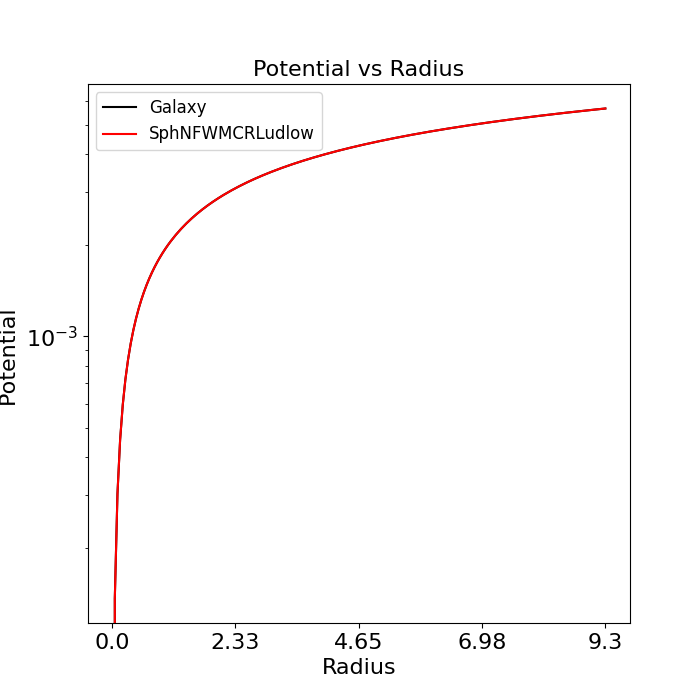 Potential vs Radius
Galaxy
SphNFWMCRLudlow
Potential
10⁻³
0.0 2.33 4.65 6.98 9.3
Radius